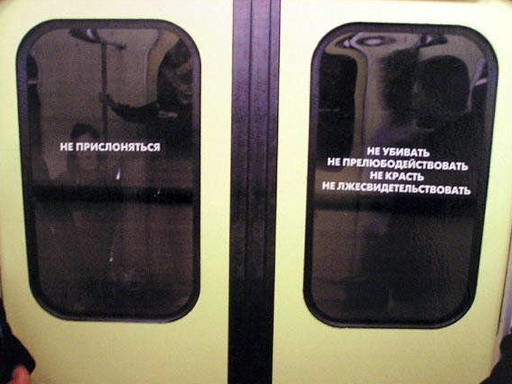 НЕ ПРИСЛОНЯТЬСЯ
НЕ УБИВАТЬ
НЕ ПРЕЛЮБОДЕЙСТВОВАТЬ
НЕ КРАСТЬ
НЕ ЛЖЕСВИДЕТЕЛЬСТВОВАТЬ